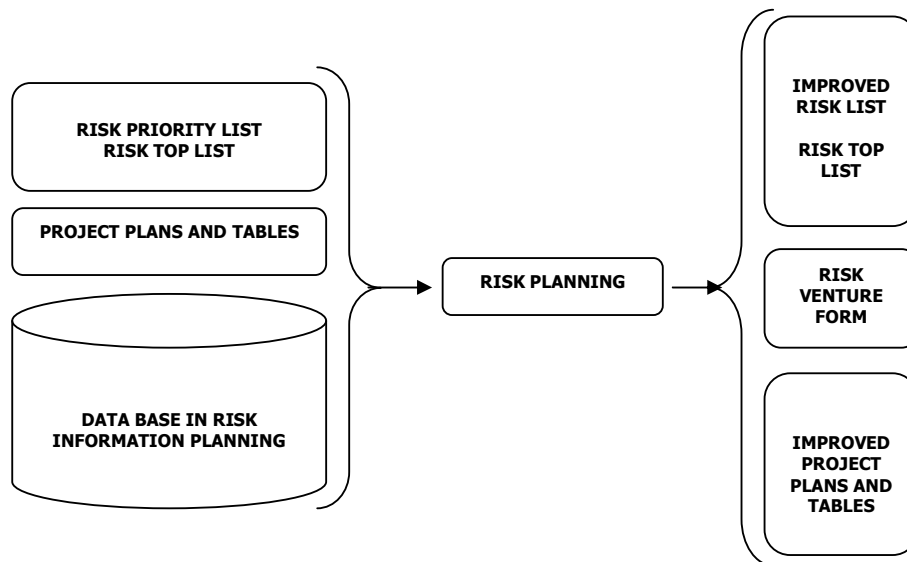 RISK PRIORITY LIST
RISK TOP LIST
PROJECT PLANS AND TABLES
DATA BASE IN RISK
INFORMATION PLANNING
RISK PLANNING
IMPROVED
RISK LIST
RISK TOP
LIST
RISK
VENTURE
FORM
IMPROVED
PROJECT
PLANS AND
TABLES